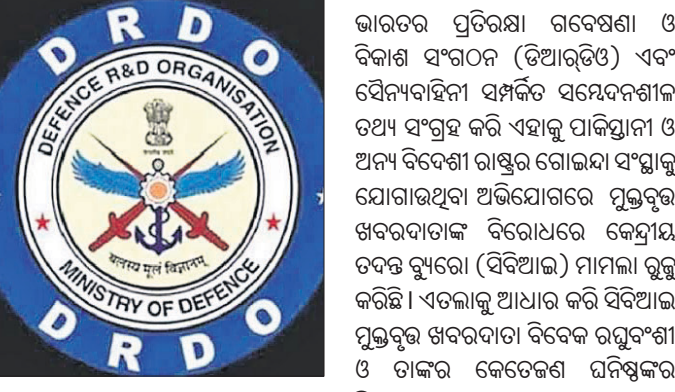 DRDO
DEFENCE R&D ORGANISATION
बलस्य मूलं विज्ञानम्
MINISTRY OF DEFENCE
DRDO
ଭାରତର ପ୍ରତିରକ୍ଷା ଗବେଷଣା ଓ
ବିକାଶ ସଂଗଠନ (ଡିଆର୍‌ଡିଓ) ଏବଂ
ସୈନ୍ୟବାହିନୀ ସମ୍ପର୍କିତ ସମ୍ବେଦନଶୀଳ
ତଥ୍ୟ ସଂଗ୍ରହ କରି ଏହାକୁ ପାକିସ୍ତାନୀ ଓ
ଅନ୍ୟ ବିଦେଶୀ ରାଷ୍ଟ୍ରର ଗୋଇନ୍ଦା ସଂସ୍ଥାକୁ
ଯୋଗାଉଥିବା ଅଭିଯୋଗରେ ମୁକ୍ତବୃତ୍ତ
ଖବରଦାତାଙ୍କ ବିରୋଧରେ କେନ୍ଦ୍ରୀୟ
ତଦନ୍ତ ବ୍ୟୁରୋ (ସିବିଆଇ) ମାମଲା ରୁଜୁ
କରିଛି । ଏତଲାକୁ ଆଧାର କରି ସିବିଆଇ
ମୁକ୍ତବୃତ୍ତ ଖବରଦାତା ବିବେକ ରଘୁବଂଶୀ
ଓ ତାଙ୍କର କେତେଜଣ ଘନିଷ୍ଠଙ୍କର